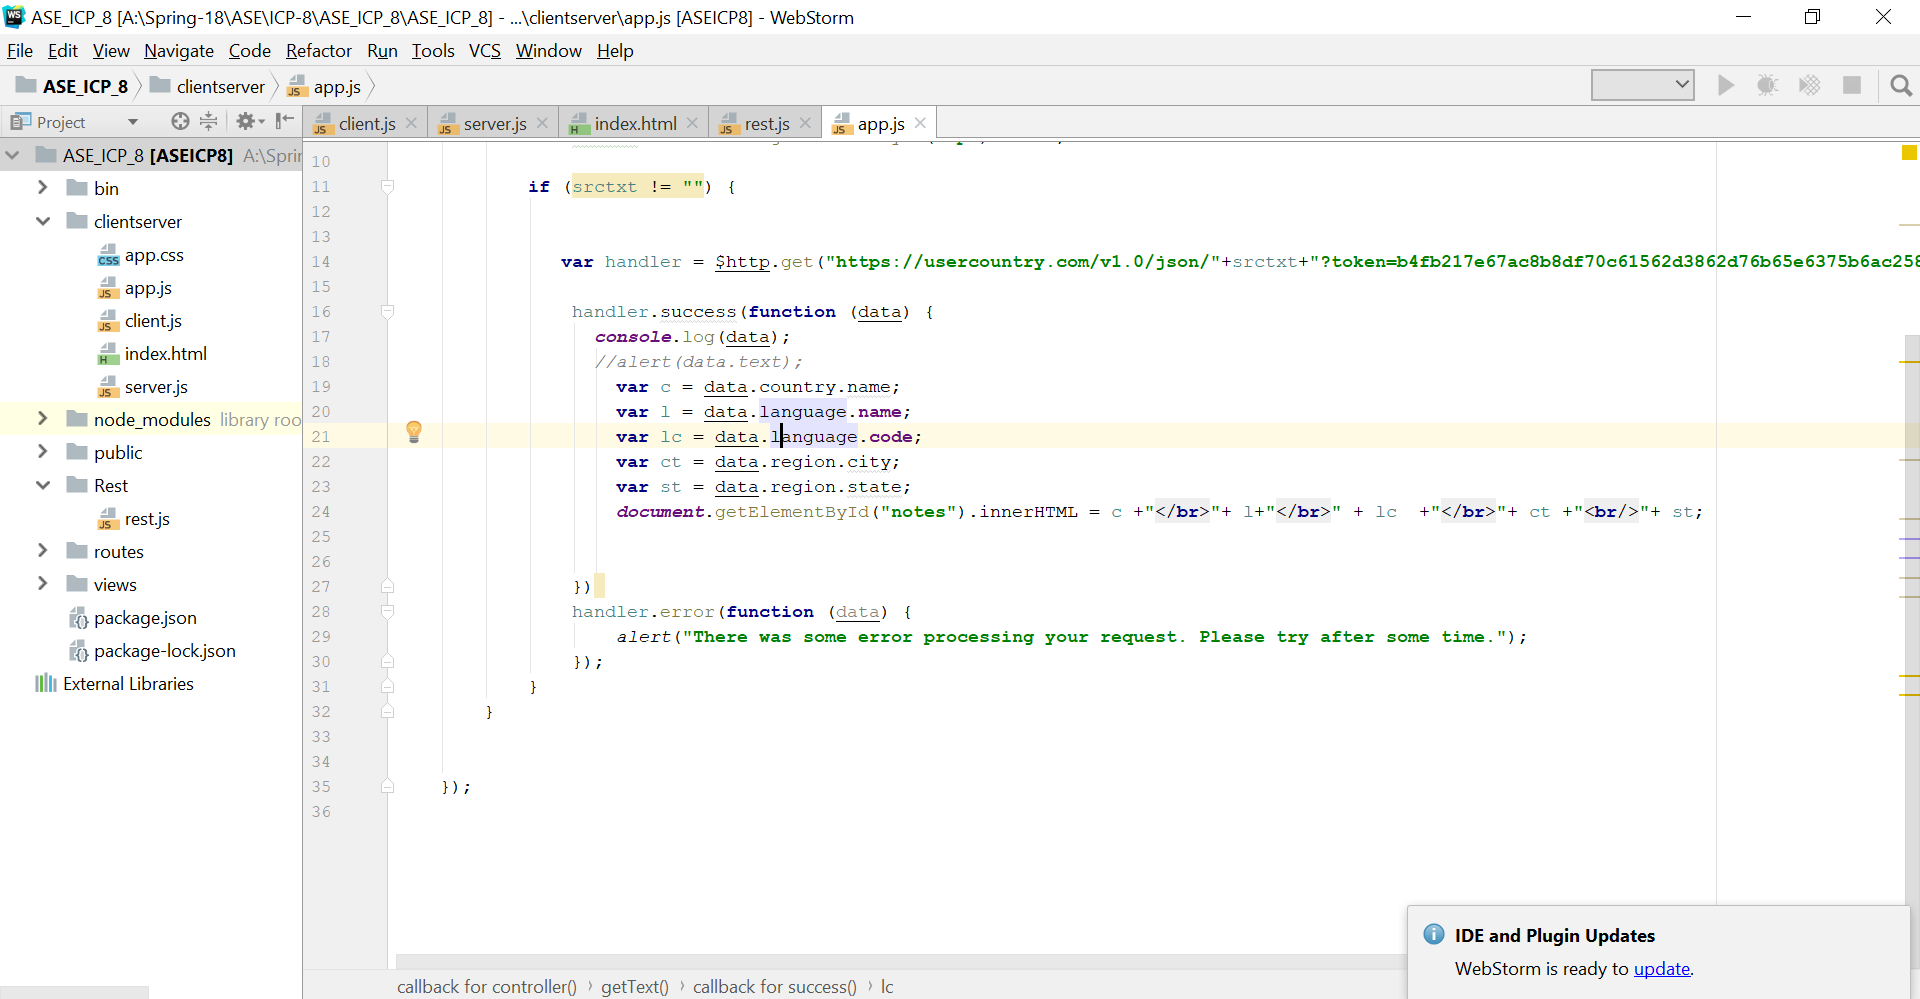 ASE_ICP_8 [A:\Spring-18\ASE\ICP-8\ASE_ICP_8\ASE_ICP_8] - ...\clientserver\app.js [ASEICP8] - WebStorm
File Edit View Navigate Code Refactor Run Tools VCS Window Help
ASE_ICP_8 clientserver app.js
Project
client.js server.js index.html rest.js app.js
ASE_ICP_8 [ASEICP8] A:\Sprin
bin
clientserver
app.css
app.js
client.js
index.html
server.js
node_modules library roo
public
Rest
rest.js
routes
views
package.json
package-lock.json
External Libraries
10
11 if (srctxt != "") {
12
13
14 var handler = $http.get("https://usercountry.com/v1.0/json/"+srctxt+"?token=b4fb217e67ac8b8df70c61562d3862d76b65e6375b6ac258
15
16 handler.success(function (data) {
17 console.log(data);
18 //alert(data.text);
19 var c = data.country.name;
20 var l = data.language.name;
21 var lc = data.language.code;
22 var ct = data.region.city;
23 var st = data.region.state;
24 document.getElementById("notes").innerHTML = c +"</br>"+ l+"</br>" + lc +"</br>"+ ct +"<br/>"+ st;
25
26
27 })
28 handler.error(function (data) {
29 alert("There was some error processing your request. Please try after some time.");
30 });
31 }
32 }
33
34
35 });
36
callback for controller() getText() callback for success() lc
IDE and Plugin Updates
WebStorm is ready to update.